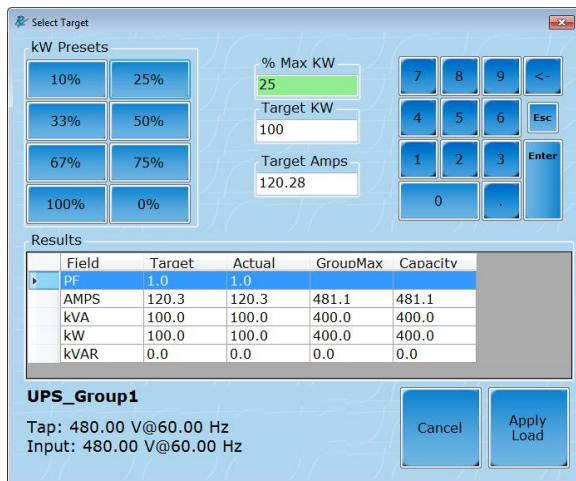 Select Target
kW Presets
10% 25%
33% 50%
67% 75%
100% 0%
% Max KW
25
Target KW
100
Target Amps
120.28
7 8 9 <-
4 5 6 Esc
1 2 3 Enter
0 .
Results
Field Target Actual GroupMax Capacity
PF 1.0 1.0
AMPS 120.3 120.3 481.1 481.1
kVA 100.0 100.0 400.0 400.0
kW 100.0 100.0 400.0 400.0
kVAR 0.0 0.0 0.0 0.0
UPS_Group1
Tap: 480.00 V@60.00 Hz
Input: 480.00 V@60.00 Hz
Cancel
Apply
Load